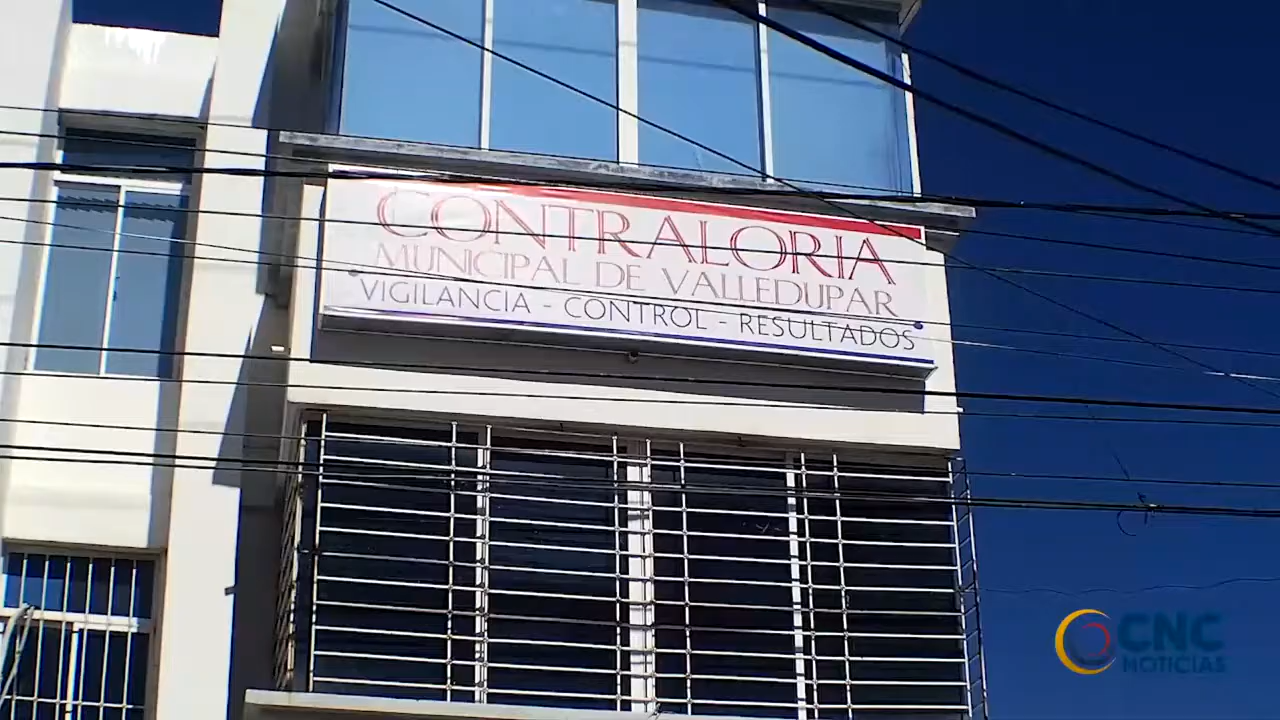 CONTRALORIA
MUNICIPAL DE VALLEDUPAR
VIGILANCIA - CONTROL - RESULTADOS
CNC
NOTICIAS